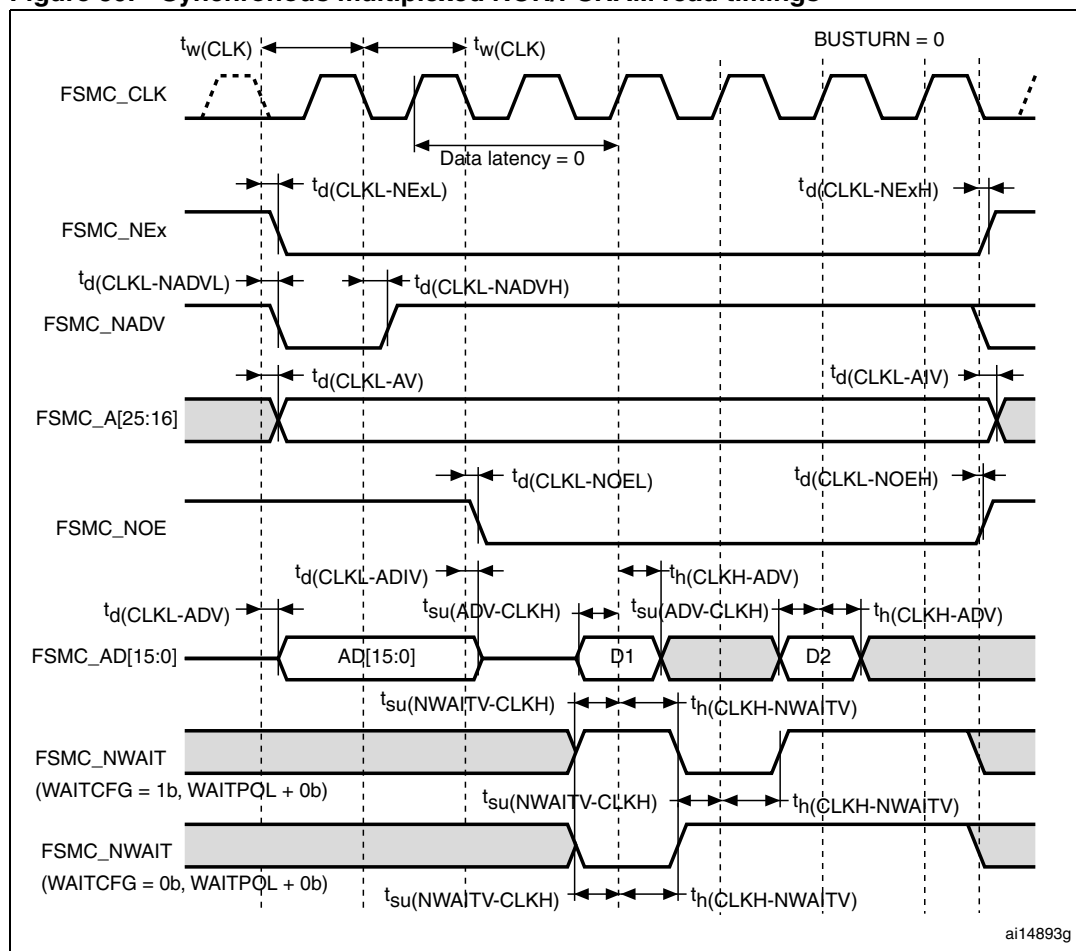 Synchronous multiplexed NOR/PSRAM read timings
tw(CLK) tw(CLK) BUSTURN = 0
FSMC_CLK
Data latency = 0
td(CLKL-NExL) td(CLKL-NExH)
FSMC_NEx
td(CLKL-NADVL) td(CLKL-NADVH)
FSMC_NADV
td(CLKL-AV) td(CLKL-AIV)
FSMC_A[25:16]
td(CLKL-NOEL) td(CLKL-NOEH)
FSMC_NOE
td(CLKL-ADIV) th(CLKH-ADV)
td(CLKL-ADV) tsu(ADV-CLKH) tsu(ADV-CLKH) th(CLKH-ADV)
FSMC_AD[15:0] AD[15:0] D1 D2
tsu(NWAITV-CLKH) th(CLKH-NWAITV)
FSMC_NWAIT
(WAITCFG = 1b, WAITPOL + 0b)
tsu(NWAITV-CLKH) th(CLKH-NWAITV)
FSMC_NWAIT
(WAITCFG = 0b, WAITPOL + 0b)
tsu(NWAITV-CLKH) th(CLKH-NWAITV)
ai14893g